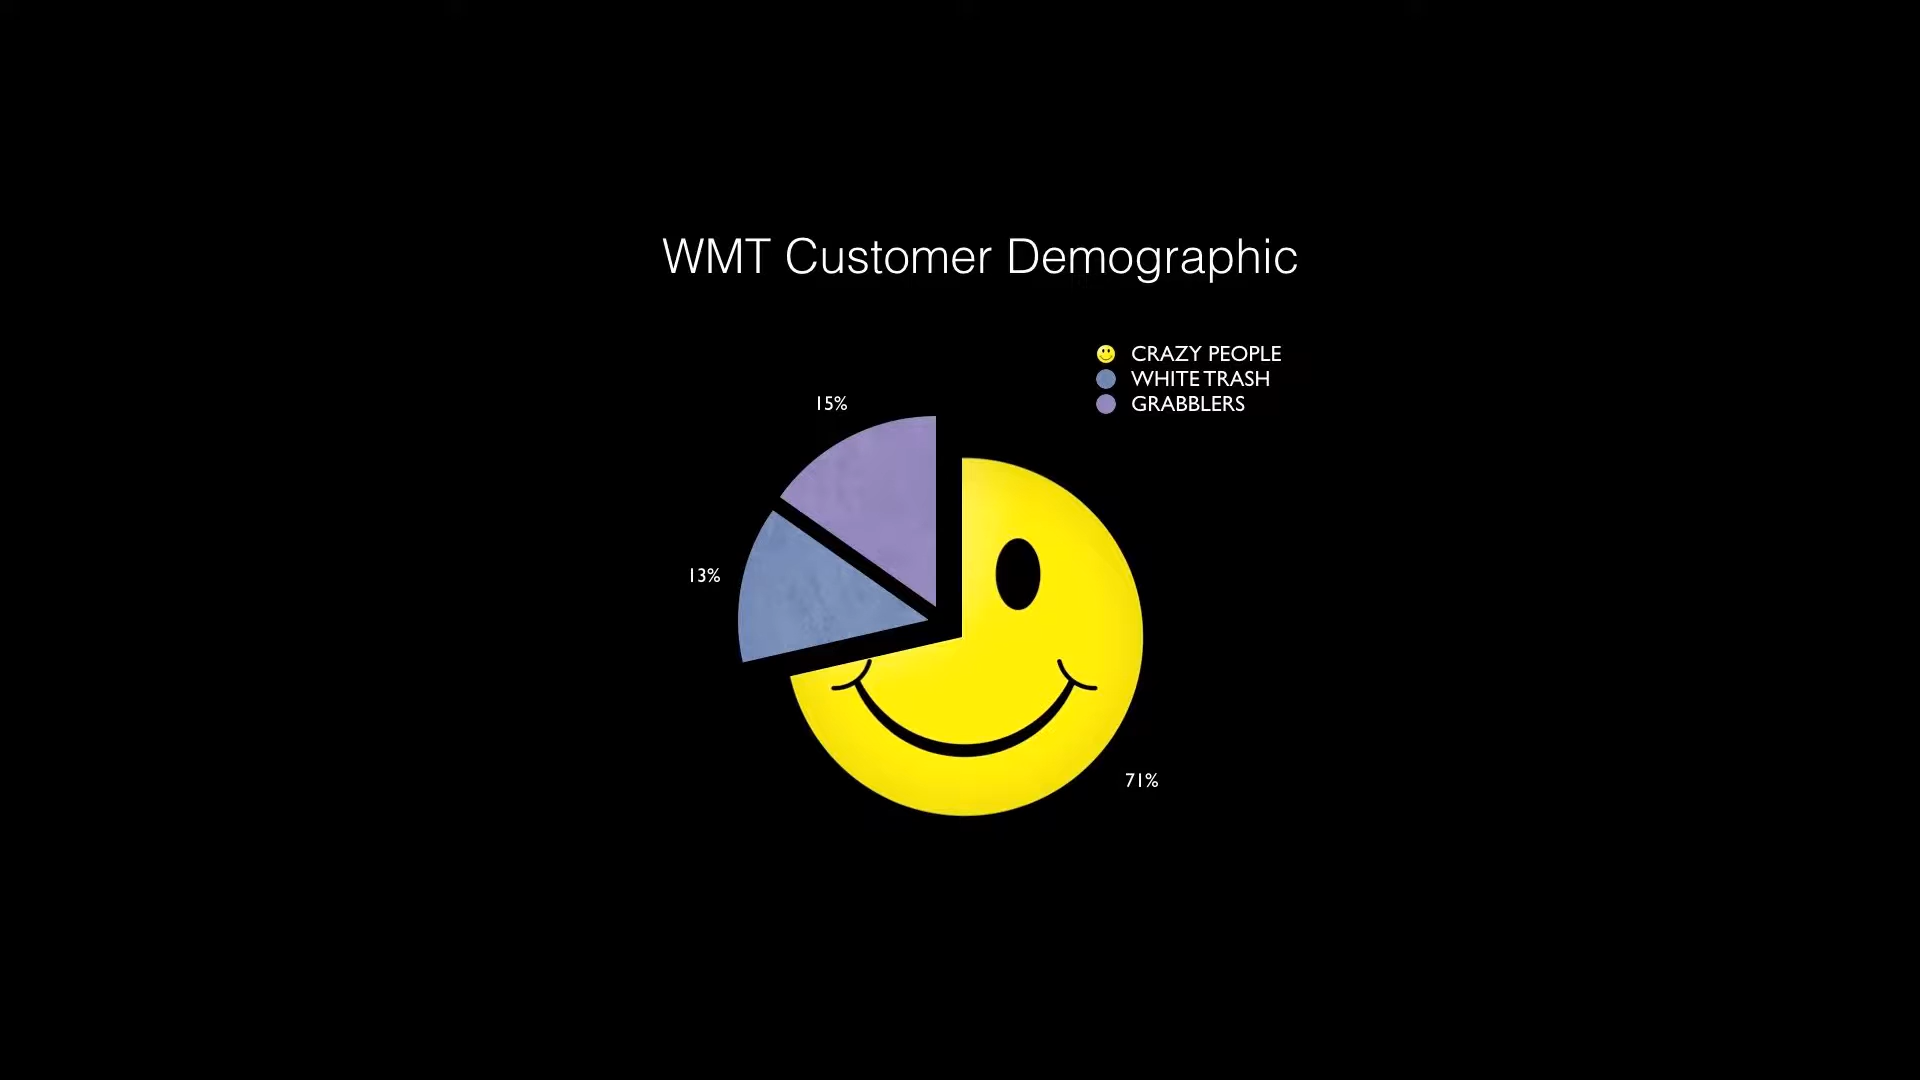 WMT Customer Demographic
CRAZY PEOPLE
WHITE TRASH
GRABBLERS
15%
13%
71%